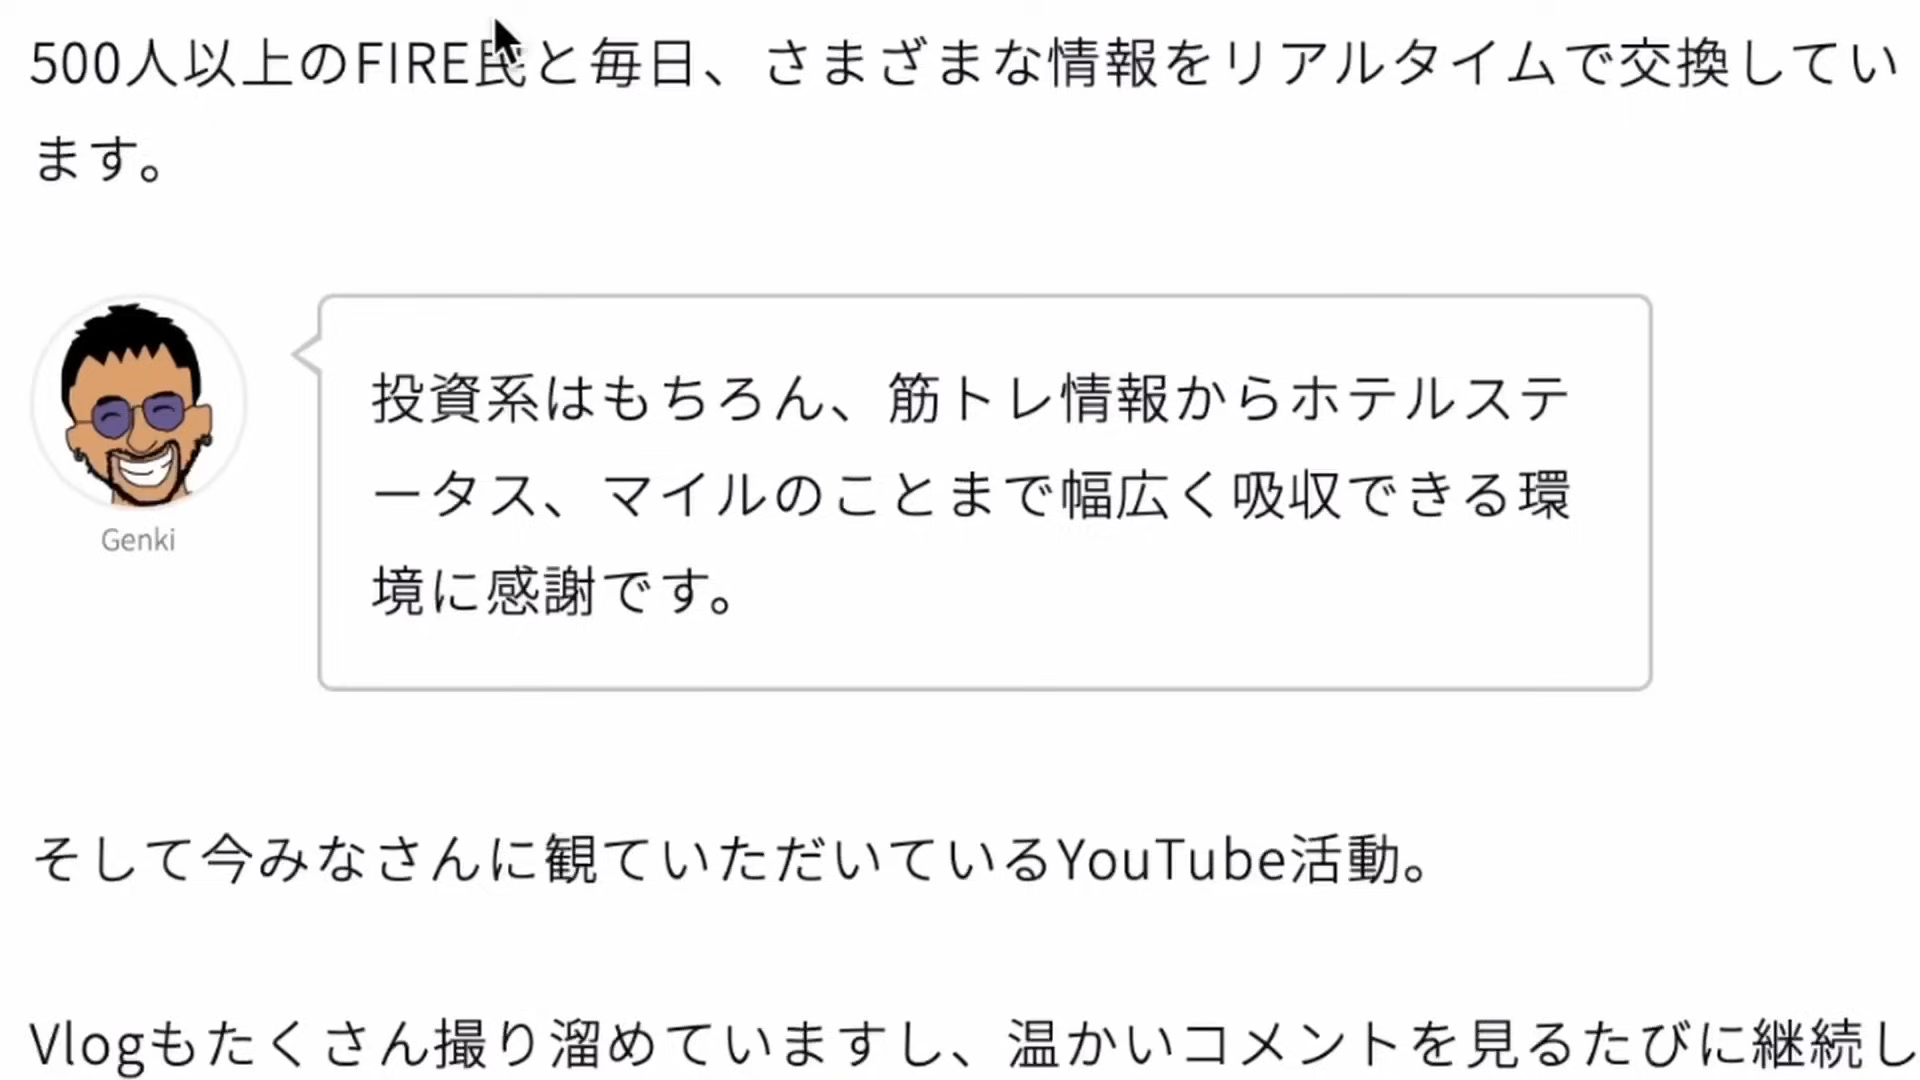 500人以上のFIRE民と毎日、さまざまな情報をリアルタイムで交換してい
ます。
投資系はもちろん、筋トレ情報からホテルステ
ータス、マイルのことまで幅広く吸収できる環
境に感謝です。
Genki
そして今みなさんに観ていただいているYouTube活動。
Vlogもたくさん撮り溜めていますし、温かいコメントを見るたびに継続し